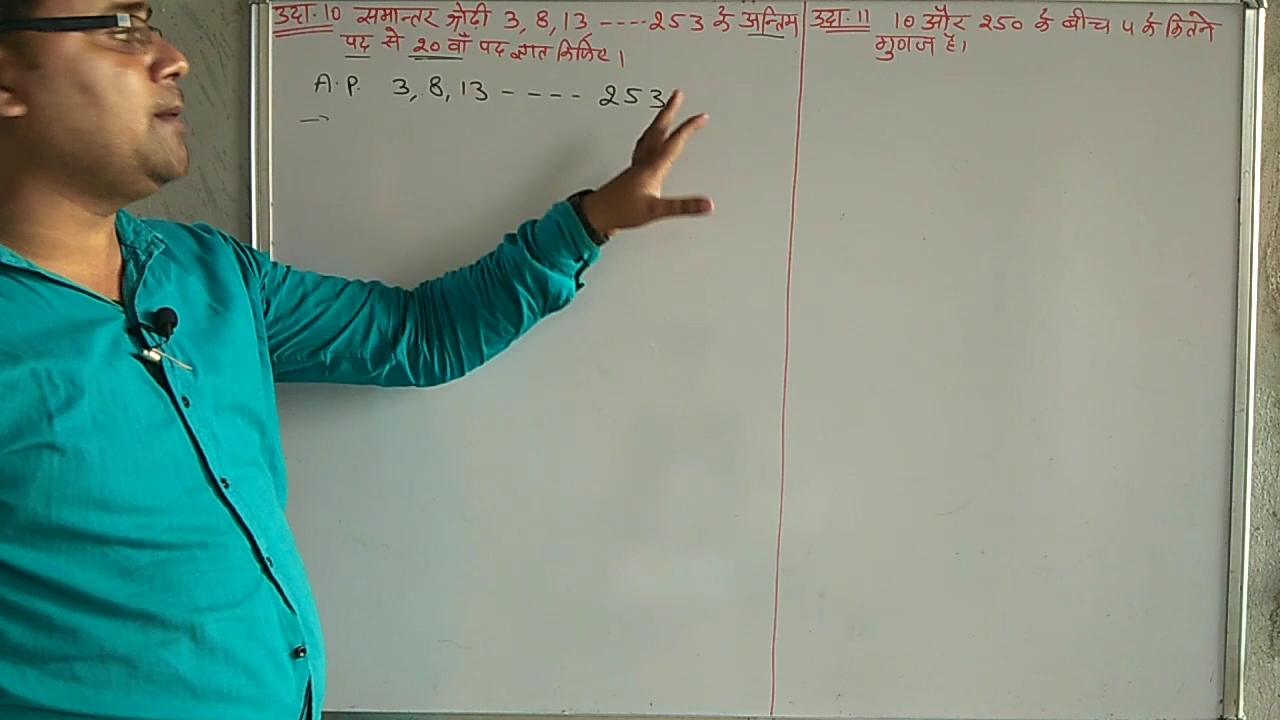 उदा. 10 समान्तर श्रेढ़ी 3, 8, 13 ----- 253 के अन्तिम
पद से 20 वाँ पद ज्ञात किजिए।
A.P. 3, 8, 13 ---- 253
→
उदा. 11 10 और 250 के बीच 4 के कितने
गुणज है।